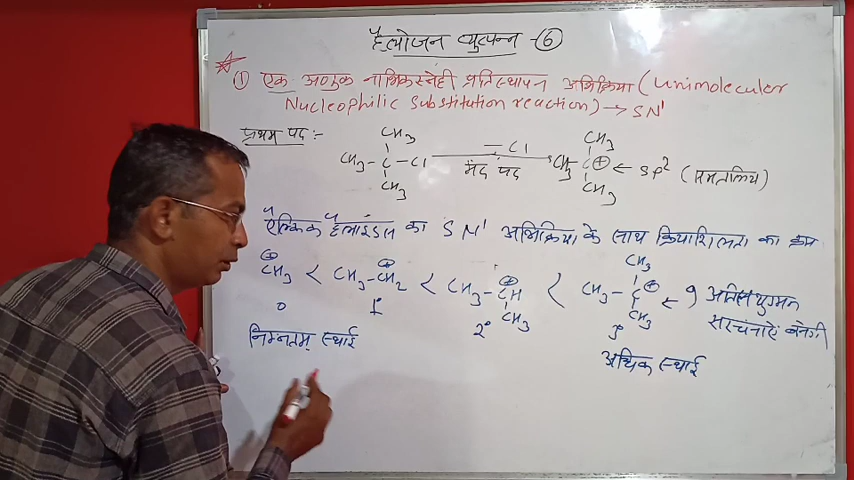 हैलोजन व्युत्पन्न -⑥
① एक अणुक नाभिकस्नेही प्रतिस्थापन अभिक्रिया (Unimolecular
Nucleophilic Substitution reaction) → SN¹
प्रथम पद :-
CH₃ CH₃
CH₃-C-Cl -Cl मंद पद CH₃-C⊕ ← SP² (समतलिय)
CH₃ CH₃
ऐल्किल हैलाइडस का SN¹ अभिक्रिया के साथ क्रियाशिलता का क्रम
CH₃
⊕CH₃ < CH₃-⊕CH₂ < CH₃-⊕CH < CH₃-C⊕ ← 9 अतिसंयुग्मन
CH₃ CH₃ सरचंनाऐं बनेगी
0 1° 2° 3°
निम्नतम् स्थाई अधिक स्थाई